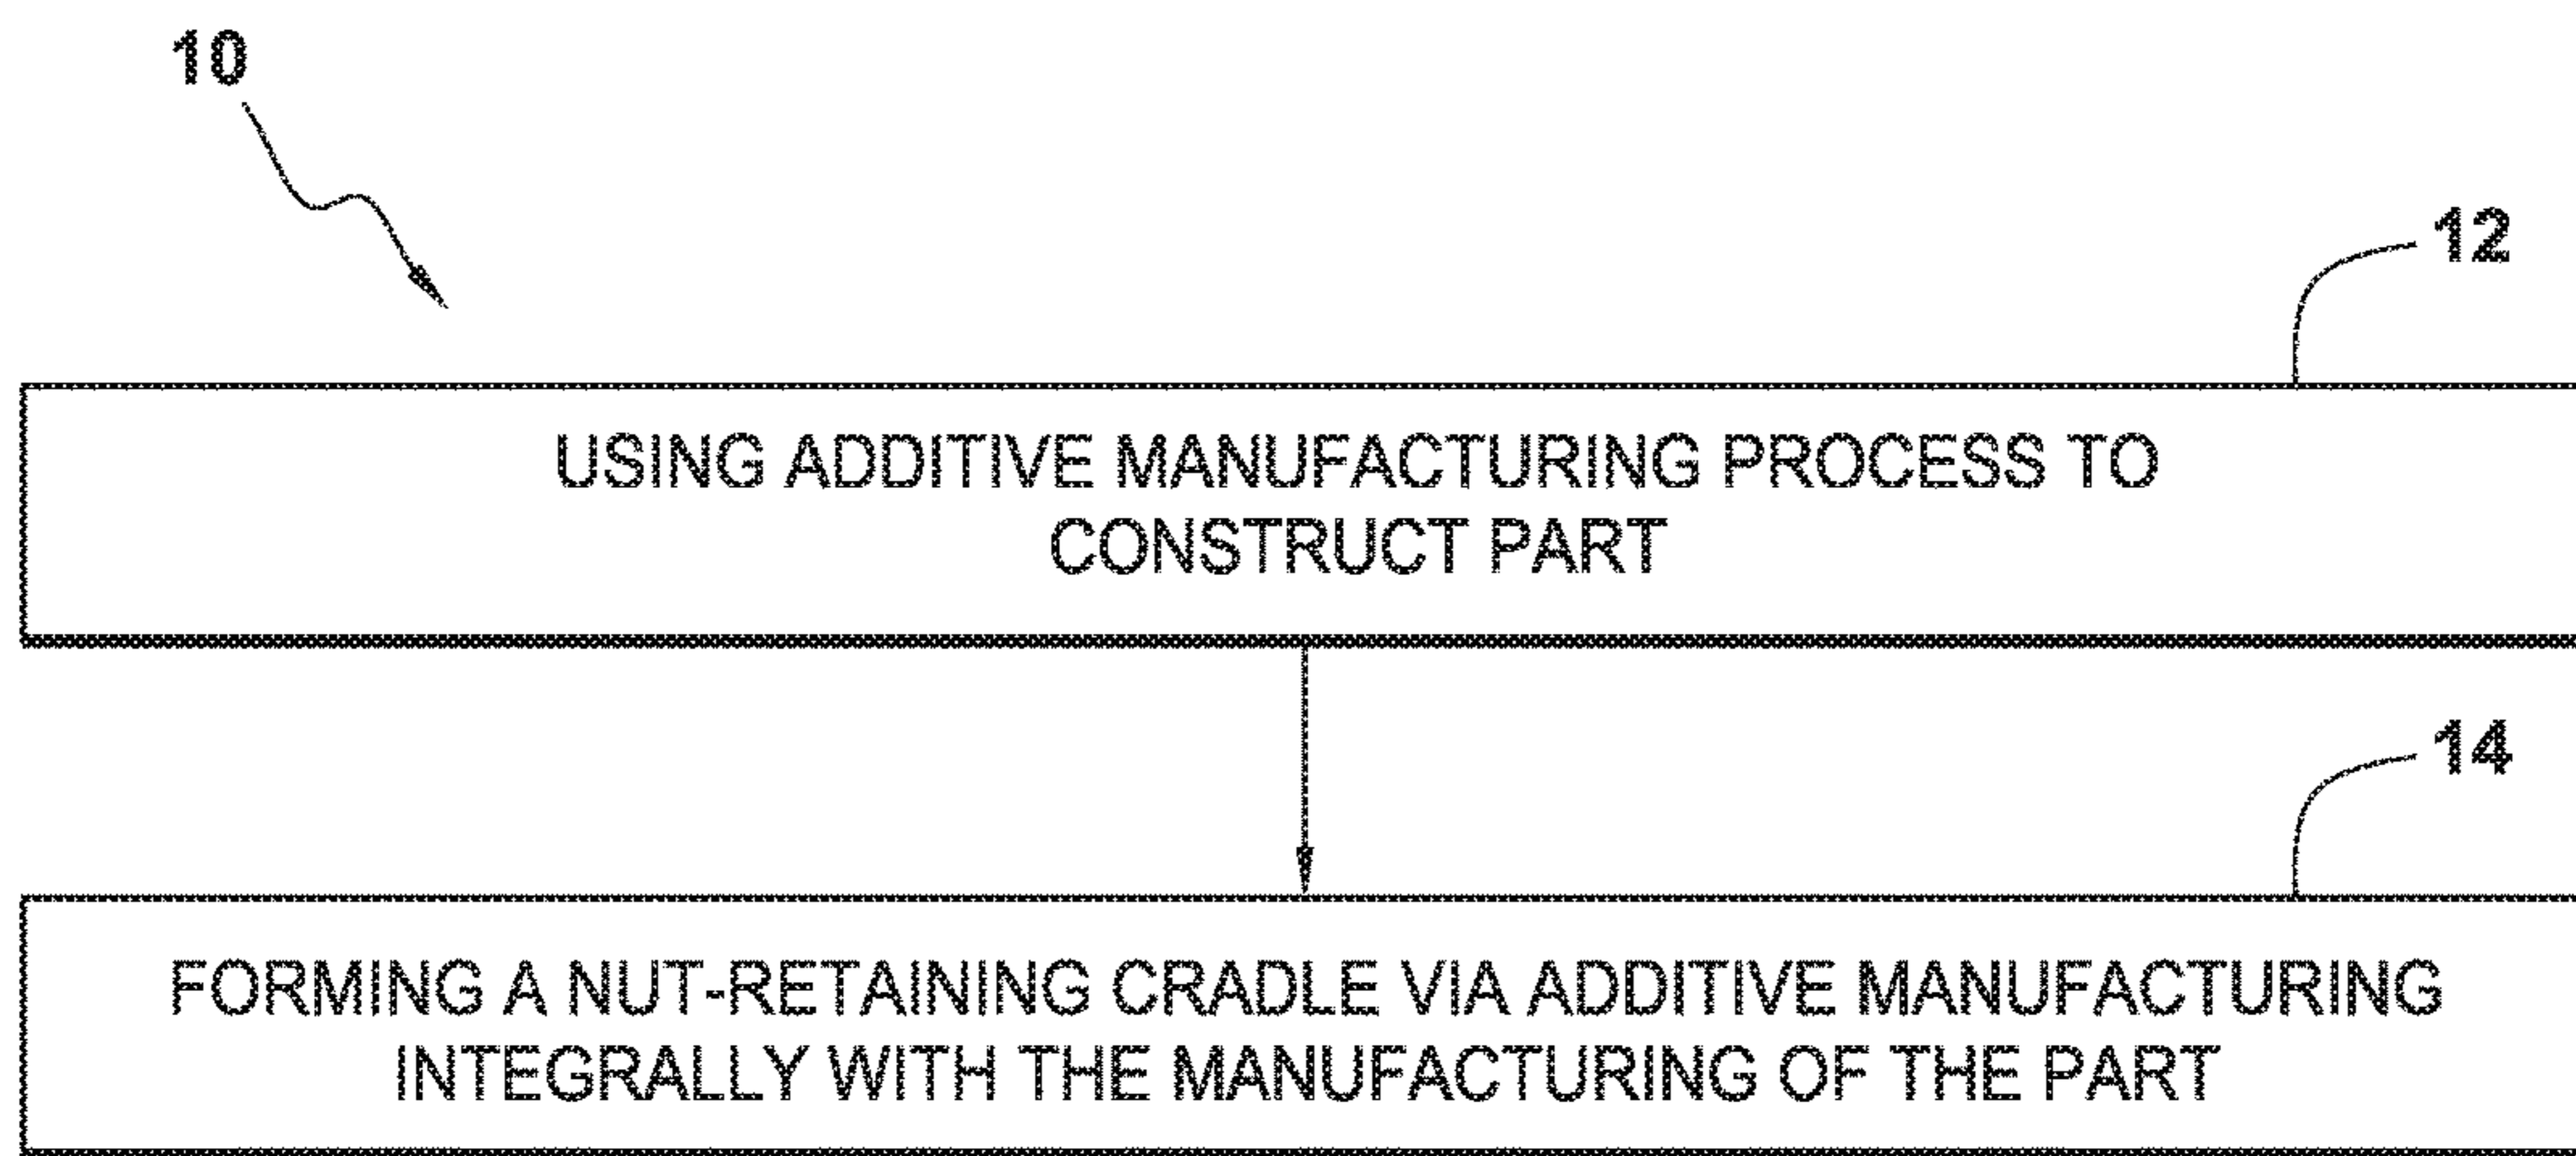 10
12
USING ADDITIVE MANUFACTURING PROCESS TO
CONSTRUCT PART
14
FORMING A NUT-RETAINING CRADLE VIA ADDITIVE MANUFACTURING
INTEGRALLY WITH THE MANUFACTURING OF THE PART